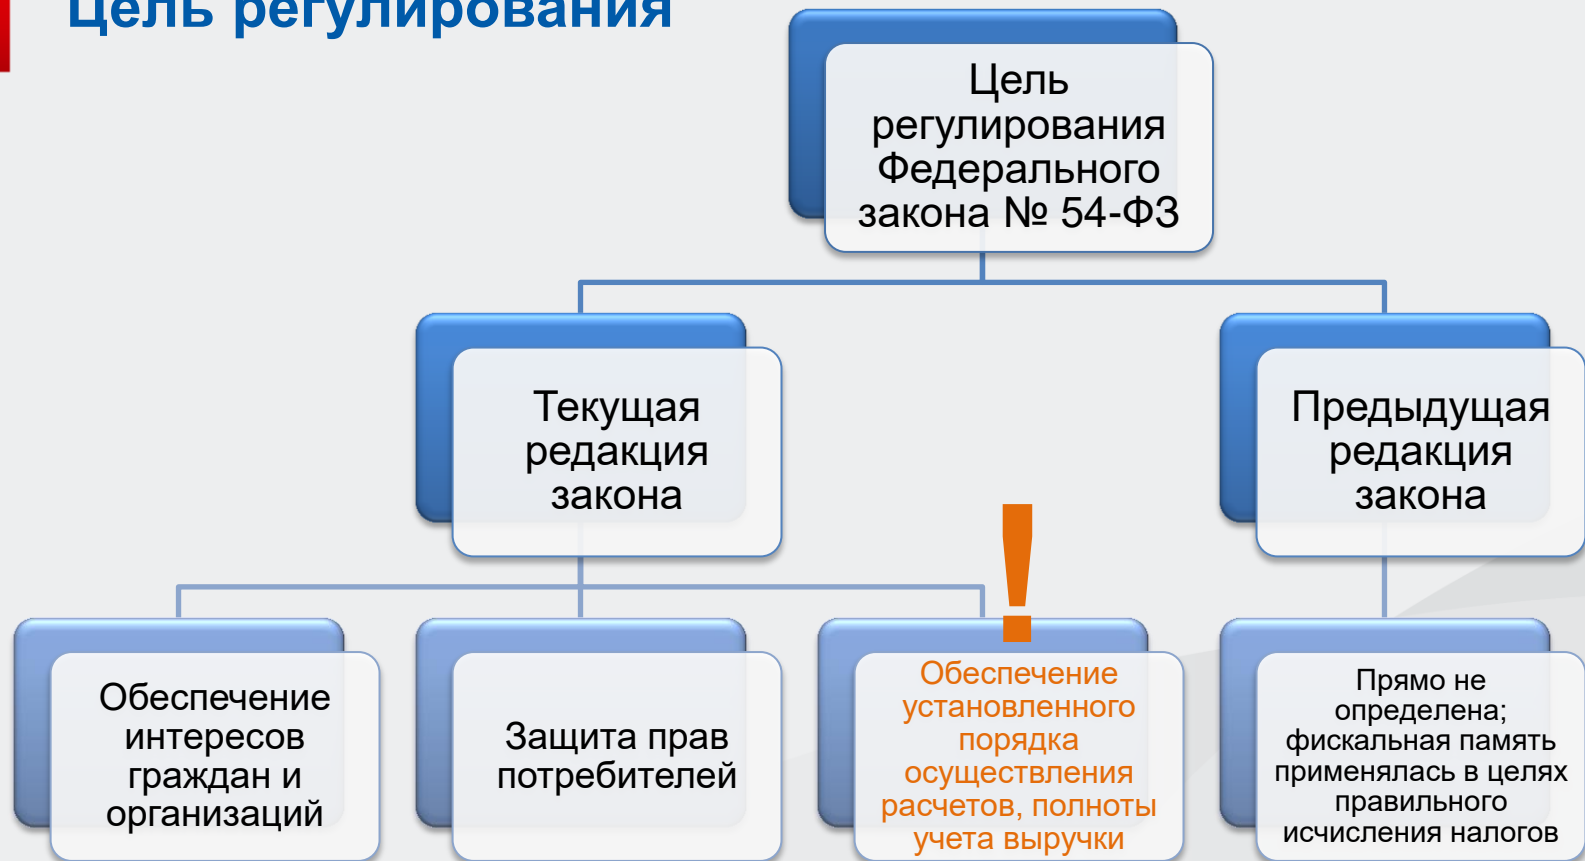 Цель регулирования
Цель
регулирования
Федерального
закона № 54-ФЗ
Текущая
редакция
закона
Предыдущая
редакция
закона
!
Обеспечение
интересов
граждан и
организаций
Защита прав
потребителей
Обеспечение
установленного
порядка
осуществления
расчетов, полноты
учета выручки
Прямо не
определена;
фискальная память
применялась в целях
правильного
исчисления налогов